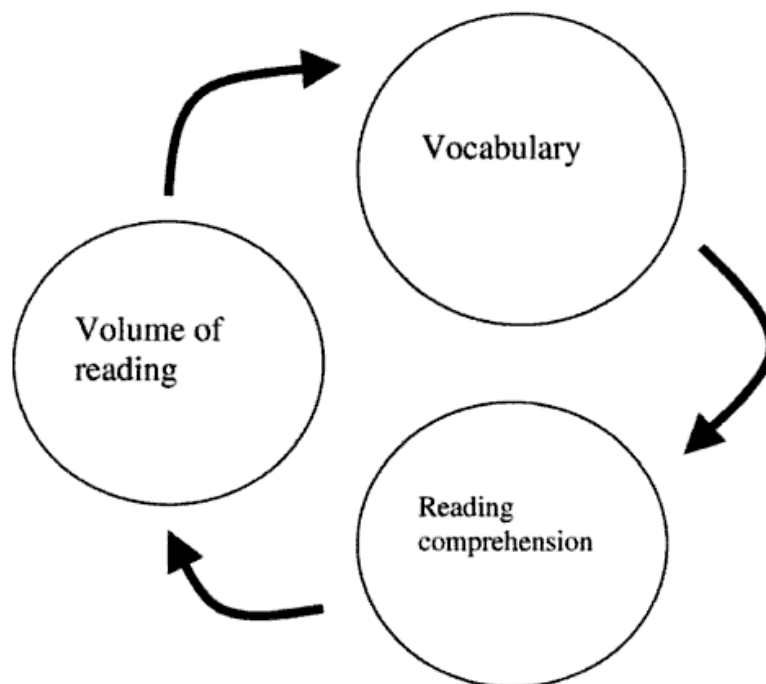 Vocabulary
Volume of
reading
Reading
comprehension